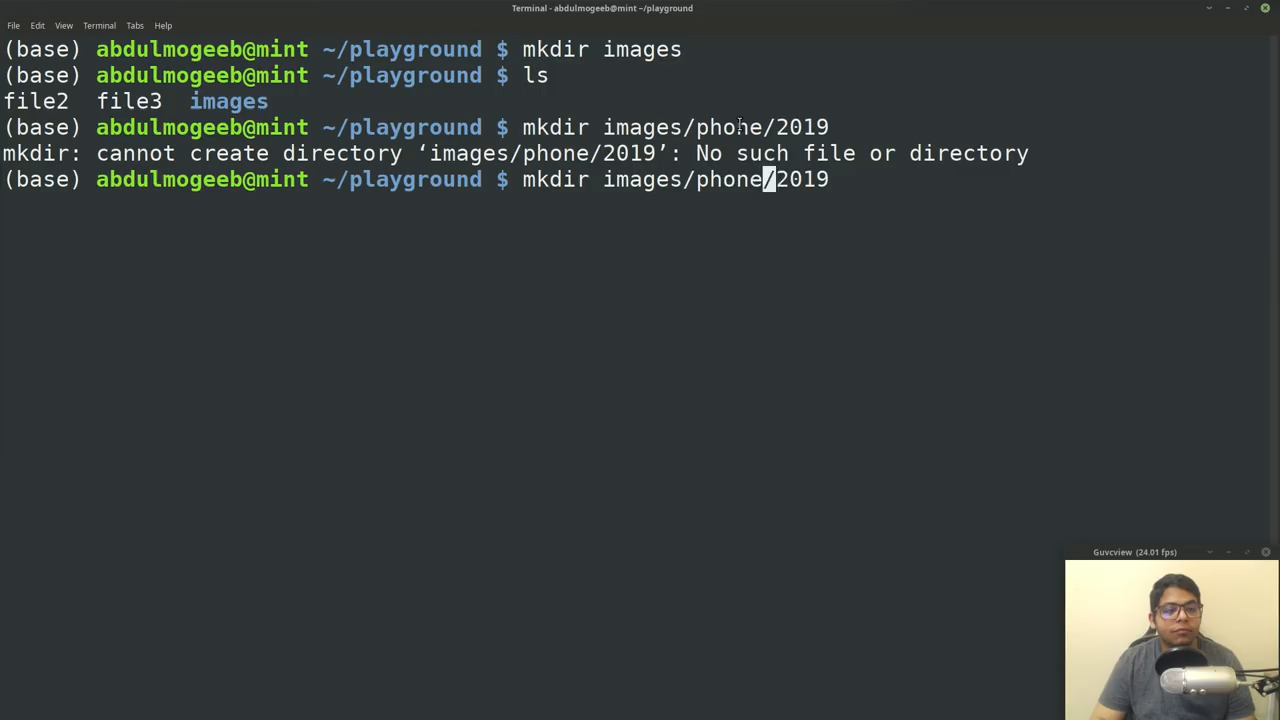 Terminal - abdulmogeeb@mint ~/playground
File Edit View Terminal Tabs Help
(base) abdulmogeeb@mint ~/playground $ mkdir images
(base) abdulmogeeb@mint ~/playground $ ls
file2 file3 images
(base) abdulmogeeb@mint ~/playground $ mkdir images/phone/2019
mkdir: cannot create directory ‘images/phone/2019’: No such file or directory
(base) abdulmogeeb@mint ~/playground $ mkdir images/phone/2019
Guvcview (24.01 fps)